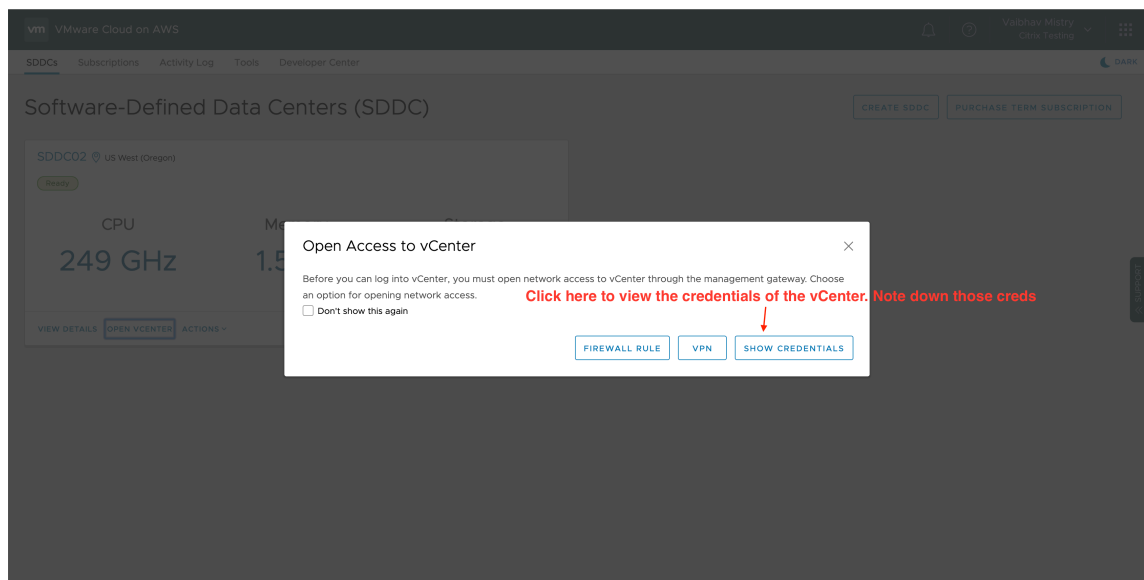 vm VMware Cloud on AWS
Vaibhav Mistry
Citrix Testing
SDDCs Subscriptions Activity Log Tools Developer Center DARK
Software-Defined Data Centers (SDDC) CREATE SDDC PURCHASE TERM SUBSCRIPTION
SDDC02 US West (Oregon)
Ready
CPU
249 GHz 1.5
Open Access to vCenter
Before you can log into vCenter, you must open network access to vCenter through the management gateway. Choose
an option for opening network access.
Click here to view the credentials of the vCenter. Note down those creds
Don't show this again
VIEW DETAILS OPEN VCENTER ACTIONS
FIREWALL RULE VPN SHOW CREDENTIALS